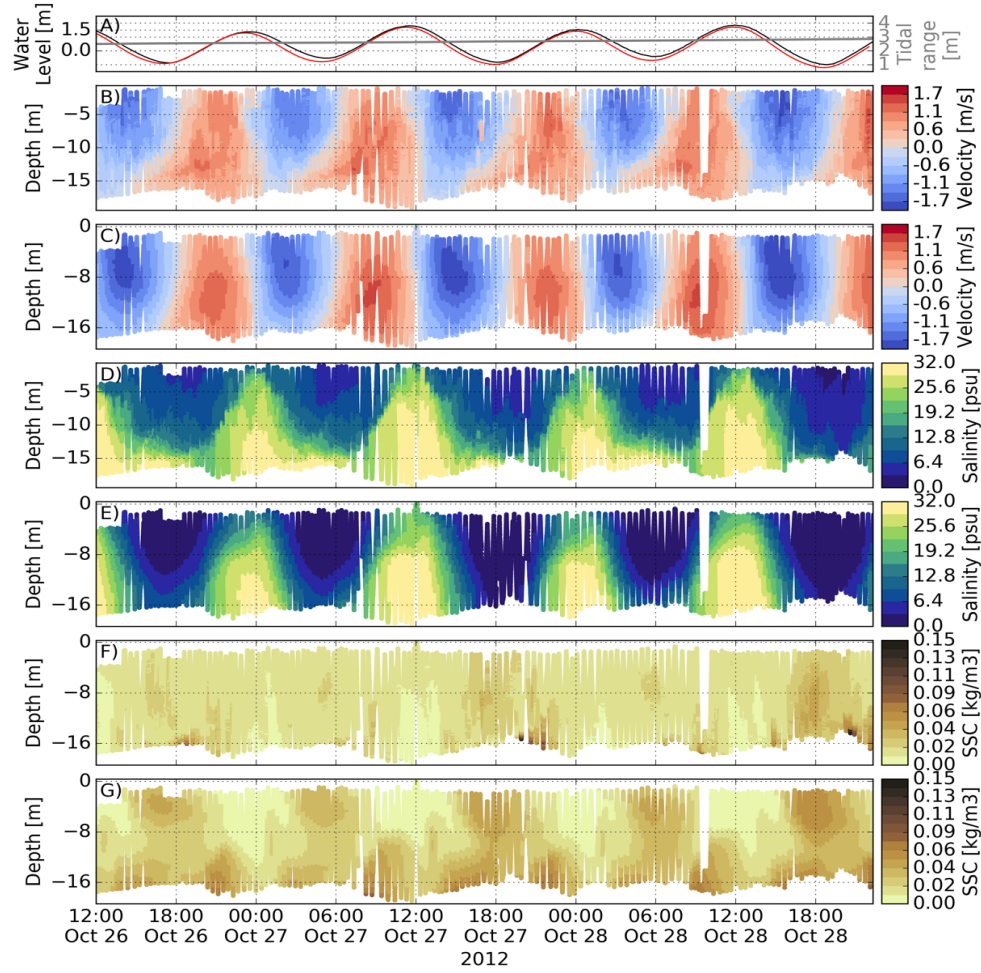 A)
Water
Level [m]
1.5
0.0
4
3
2
1
Tidal
range
[m]
B)
Depth [m]
−5
−10
−15
1.7
1.1
0.6
0.0
-0.6
-1.1
-1.7
Velocity [m/s]
C)
Depth [m]
0
−8
−16
1.7
1.1
0.6
0.0
-0.6
-1.1
-1.7
Velocity [m/s]
D)
Depth [m]
−5
−10
−15
32.0
25.6
19.2
12.8
6.4
0.0
Salinity [psu]
E)
Depth [m]
0
−8
−16
32.0
25.6
19.2
12.8
6.4
0.0
Salinity [psu]
F)
Depth [m]
0
−8
−16
0.15
0.13
0.11
0.09
0.06
0.04
0.02
0.00
SSC [kg/m3]
G)
Depth [m]
0
−8
−16
0.15
0.13
0.11
0.09
0.06
0.04
0.02
0.00
SSC [kg/m3]
12:00 18:00 00:00 06:00 12:00 18:00 00:00 06:00 12:00 18:00
Oct 26 Oct 26 Oct 27 Oct 27 Oct 27 Oct 27 Oct 28 Oct 28 Oct 28 Oct 28
2012